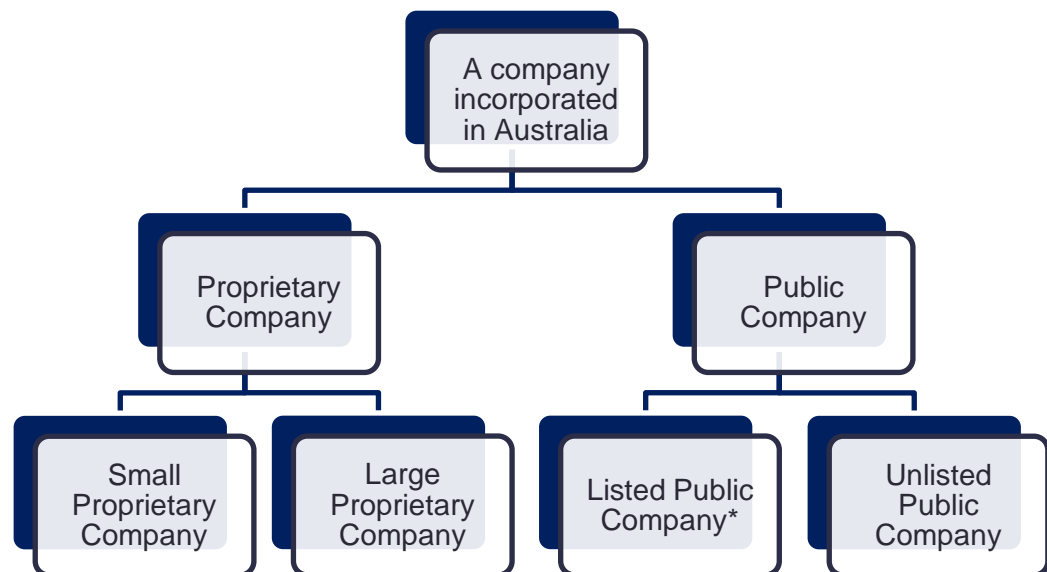 A company
incorporated
in Australia
Proprietary
Company
Public
Company
Small
Proprietary
Company
Large
Proprietary
Company
Listed Public
Company*
Unlisted
Public
Company